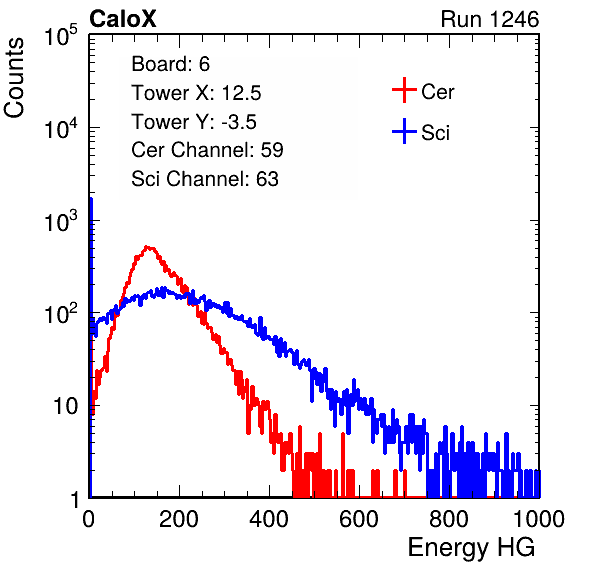 CaloX Run 1246
Counts
Board: 6
Tower X: 12.5
Tower Y: -3.5
Cer Channel: 59
Sci Channel: 63
Cer
Sci
10^5
10^4
10^3
10^2
10
1
0 200 400 600 800 1000
Energy HG